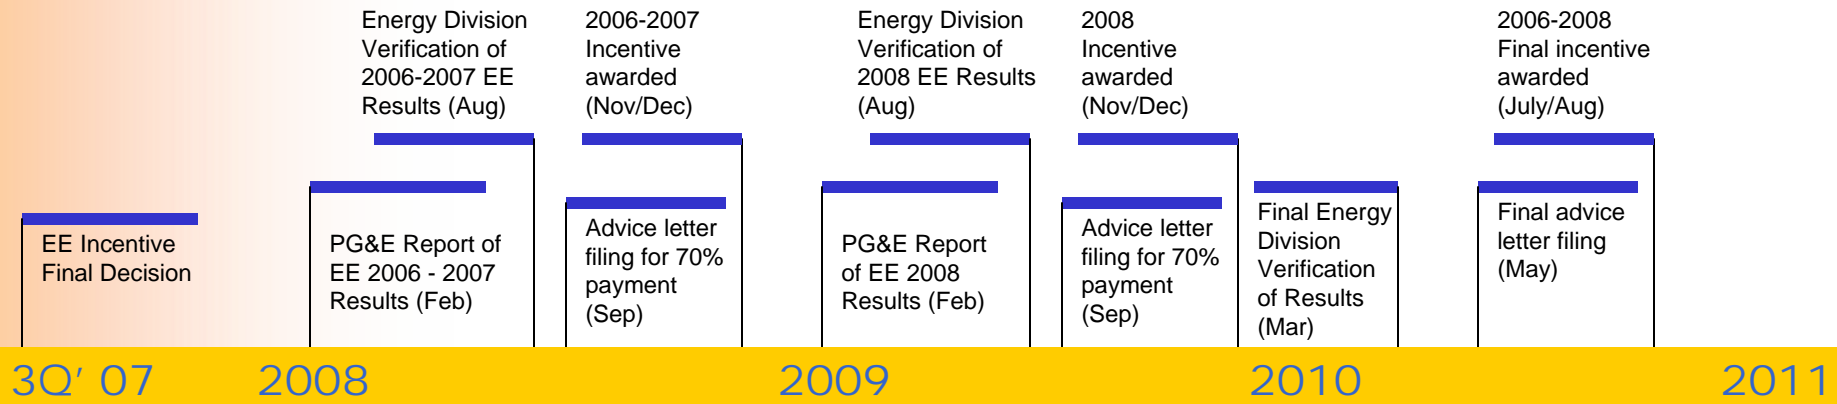 Energy Division
Verification of
2006-2007 EE
Results (Aug)
2006-2007
Incentive
awarded
(Nov/Dec)
Energy Division
Verification of
2008 EE Results
(Aug)
2008
Incentive
awarded
(Nov/Dec)
2006-2008
Final incentive
awarded
(July/Aug)
EE Incentive
Final Decision
PG&E Report of
EE 2006 - 2007
Results (Feb)
Advice letter
filing for 70%
payment
(Sep)
PG&E Report
of EE 2008
Results (Feb)
Advice letter
filing for 70%
payment
(Sep)
Final Energy
Division
Verification
of Results
(Mar)
Final advice
letter filing
(May)
3Q' 07
2008
2009
2010
2011